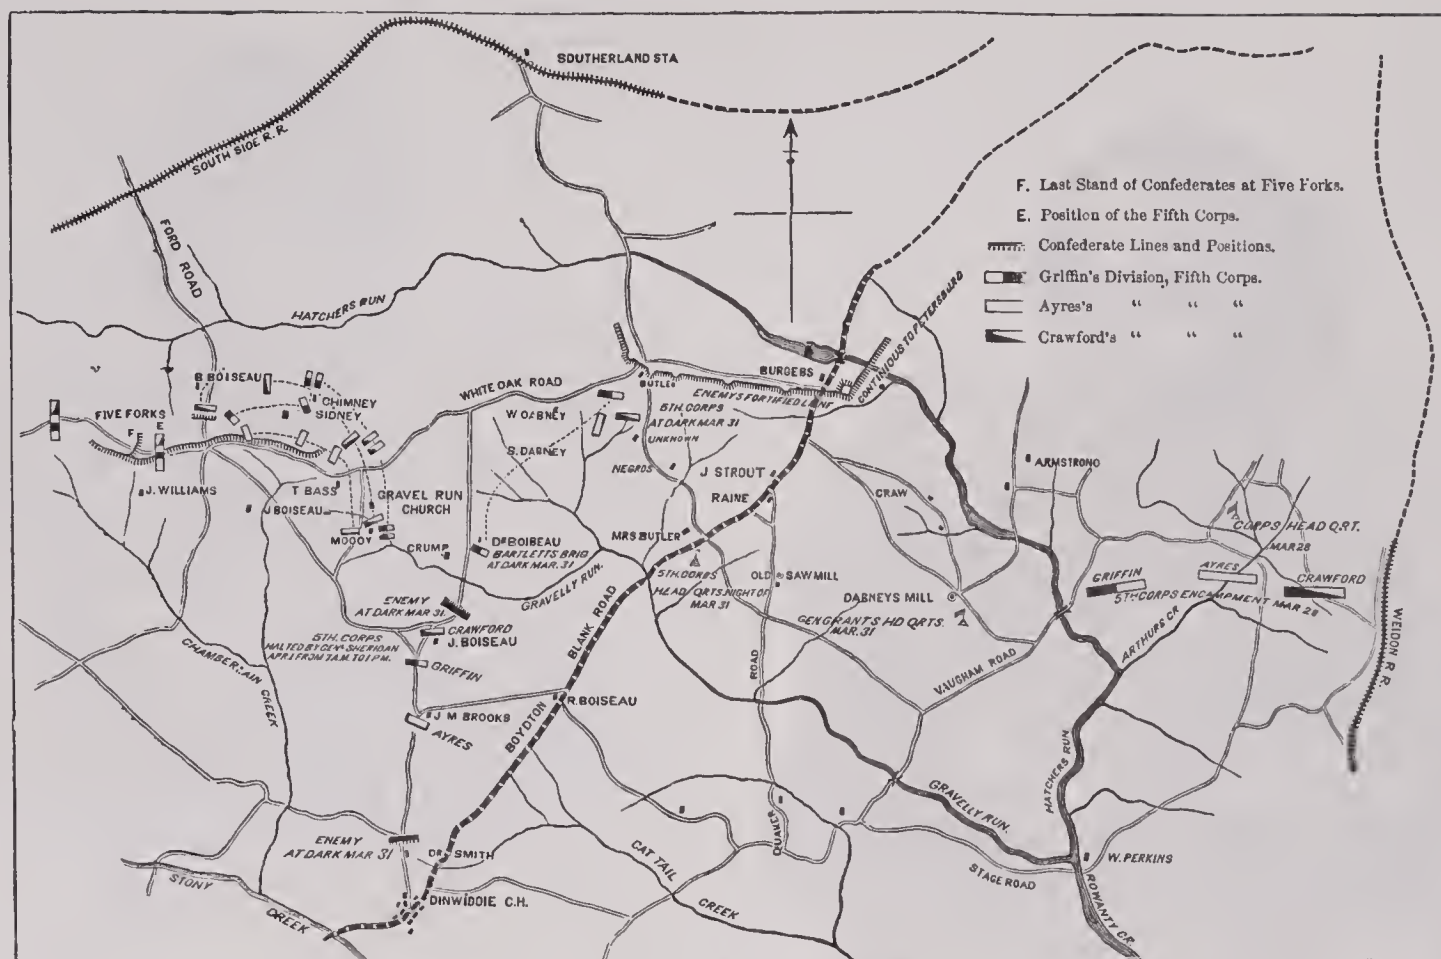 SOUTHERLAND STA
SOUTH SIDE R.R.
FORD ROAD
HATCHERS RUN
F. Last Stand of Confederates at Five Forks.
E. Position of the Fifth Corps.
Confederate Lines and Positions.
Griffin's Division, Fifth Corps.
Ayres's " " "
Crawford's " " "
CONTINIOUS TO PETERSBURG
B BOISEAU
CHIMNEY
SIDNEY
FIVE FORKS
F
E
WHITE OAK ROAD
BUTLER
BURGESS
ENEMY'S FORTIFIED LINE
W DABNEY
5TH. CORPS
AT DARK MAR 31
UNKNOWN
S. DABNEY
NEGROS
J STROUT
RAINE
CRAW
ARMSTRONG
J. WILLIAMS
T BASS
J BOISEAU
GRAVEL RUN
CHURCH
MOODY
CRUMP
DR BOISEAU
BARTLETTS BRIG
AT DARK MAR. 31
GRAVELLY RUN.
MRS BUTLER
5TH. CORPS
HEAD QRTS. NIGHT OF
MAR 31
OLD SAW MILL
DABNEYS MILL
GEN GRANT'S HD QRTS.
MAR. 31
CORPS HEAD QRT.
MAR 28
GRIFFIN
AYRES
CRAWFORD
5TH CORPS ENCAMPMENT MAR 28
ARTHURS CR
WELDON R.R.
ENEMY
AT DARK MAR 31
CRAWFORD
J. BOISEAU
5TH. CORPS
HALTED BY GEN. SHERIDAN
APR. 1 FROM 7 A.M. TO 1 P.M.
GRIFFIN
CHAMBERLAIN CREEK
J M BROOKS
AYRES
BOYDTON BLANK ROAD
R. BOISEAU
QUAKER ROAD
VAUGHAM ROAD
HATCHERS RUN
GRAVELLY RUN.
ENEMY
AT DARK MAR 31
DR SMITH
CAT TAIL CREEK
STAGE ROAD
W. PERKINS
ROWANTY CR.
STONY CREEK
DINWIDDIE C.H.